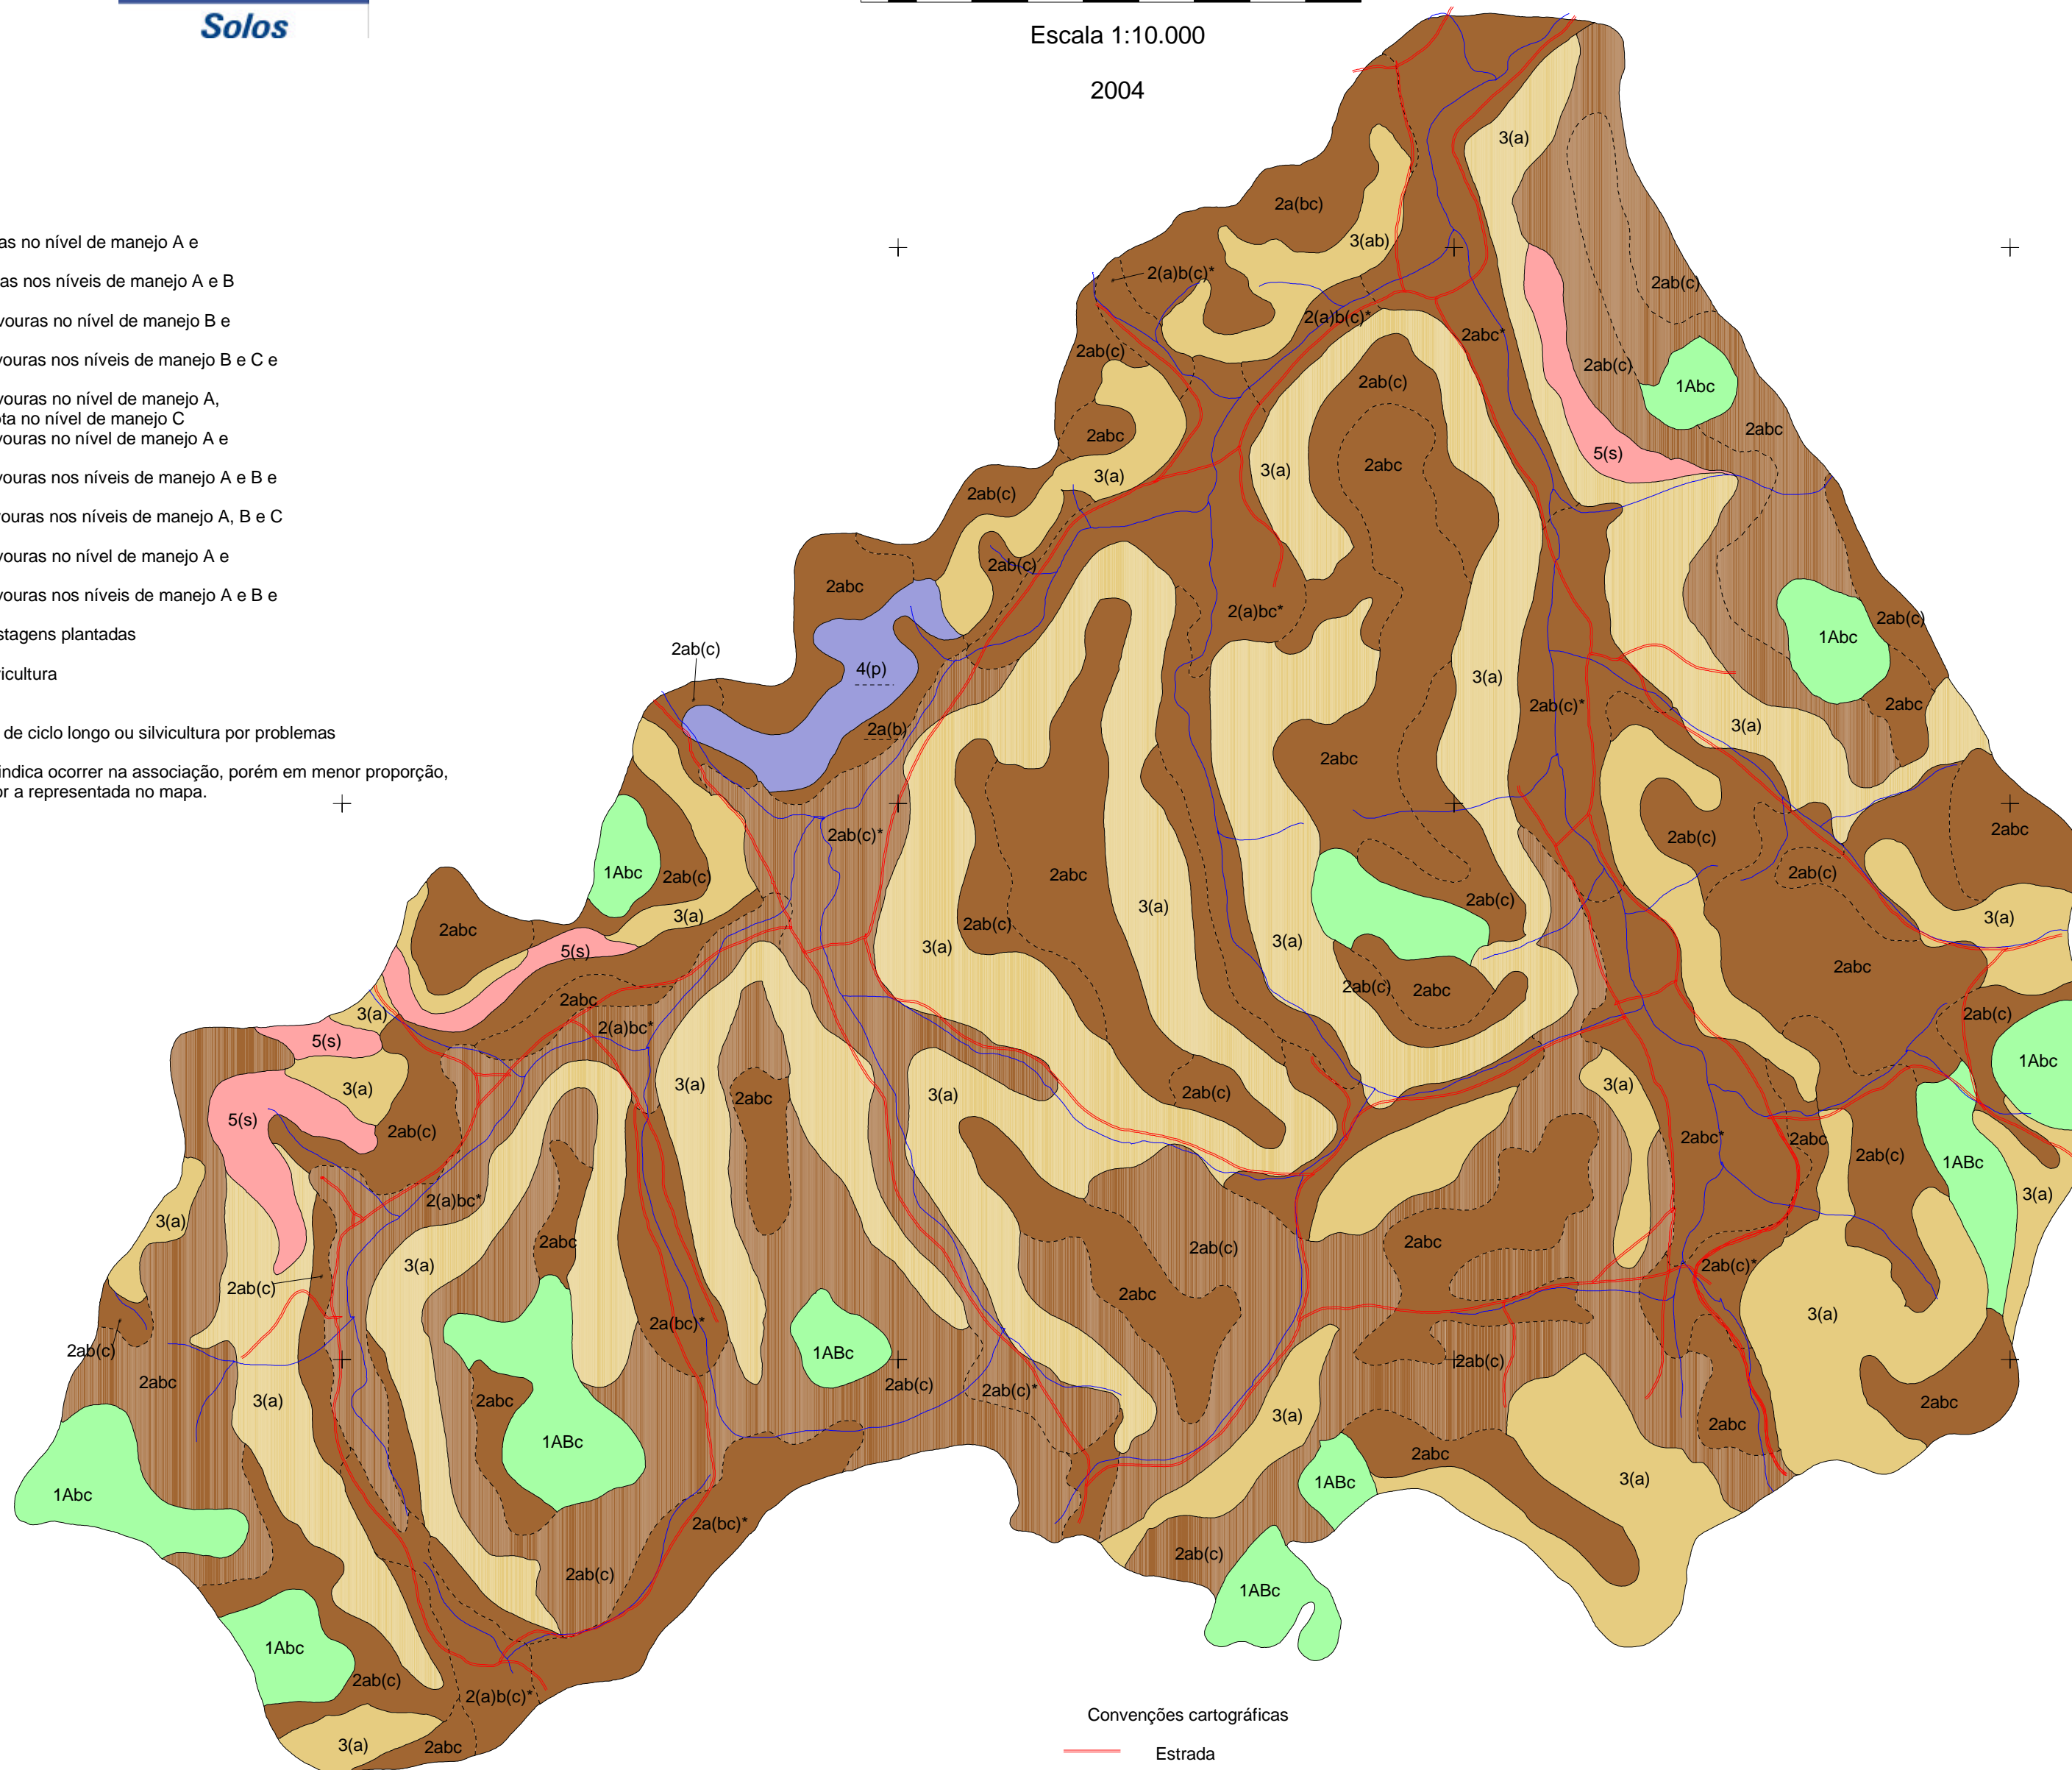 Solos
Escala 1:10.000
2004
as no nível de manejo A e
as nos níveis de manejo A e B
vouras no nível de manejo B e
vouras nos níveis de manejo B e C e
vouras no nível de manejo A,
ota no nível de manejo C
vouras no nível de manejo A e
vouras nos níveis de manejo A e B e
vouras nos níveis de manejo A, B e C
vouras no nível de manejo A e
vouras nos níveis de manejo A e B e
stagens plantadas
icultura
de ciclo longo ou silvicultura por problemas
indica ocorrer na associação, porém em menor proporção,
or a representada no mapa.
3(a)
2a(bc)
3(ab)
2(a)b(c)*
2ab(c)
2(a)b(c)*
2abc*
2ab(c)
2ab(c)
2ab(c)
1Abc
2abc
2abc
2abc
5(s)
3(a)
3(a)
2ab(c)
2ab(c)
2abc
2(a)bc*
2ab(c)
1Abc
2ab(c)
4(p)
3(a)
2ab(c)*
2abc
3(a)
2a(b)
2abc
2ab(c)*
2abc
2ab(c)
2ab(c)
1Abc
2ab(c)
2abc
2ab(c)
3(a)
3(a)
3(a)
2abc
2ab(c)
3(a)
3(a)
5(s)
2abc
2ab(c)
2abc
2abc
3(a)
2ab(c)
2(a)bc*
5(s)
1Abc
3(a)
3(a)
3(a)
2abc
3(a)
2ab(c)
5(s)
2ab(c)
2abc*
2abc
2ab(c)
1ABc
3(a)
2(a)bc*
3(a)
2abc
2ab(c)
2abc
3(a)
2ab(c)*
2ab(c)
2abc
3(a)
2a(bc)*
2ab(c)
1ABc
2ab(c)
2abc
2ab(c)
2ab(c)*
3(a)
2abc
3(a)
2abc
2abc
1ABc
2abc
1Abc
1ABc
3(a)
2a(bc)*
2ab(c)
2ab(c)
1ABc
1Abc
2ab(c)
2(a)b(c)*
3(a)
2abc
Convenções cartográficas
Estrada